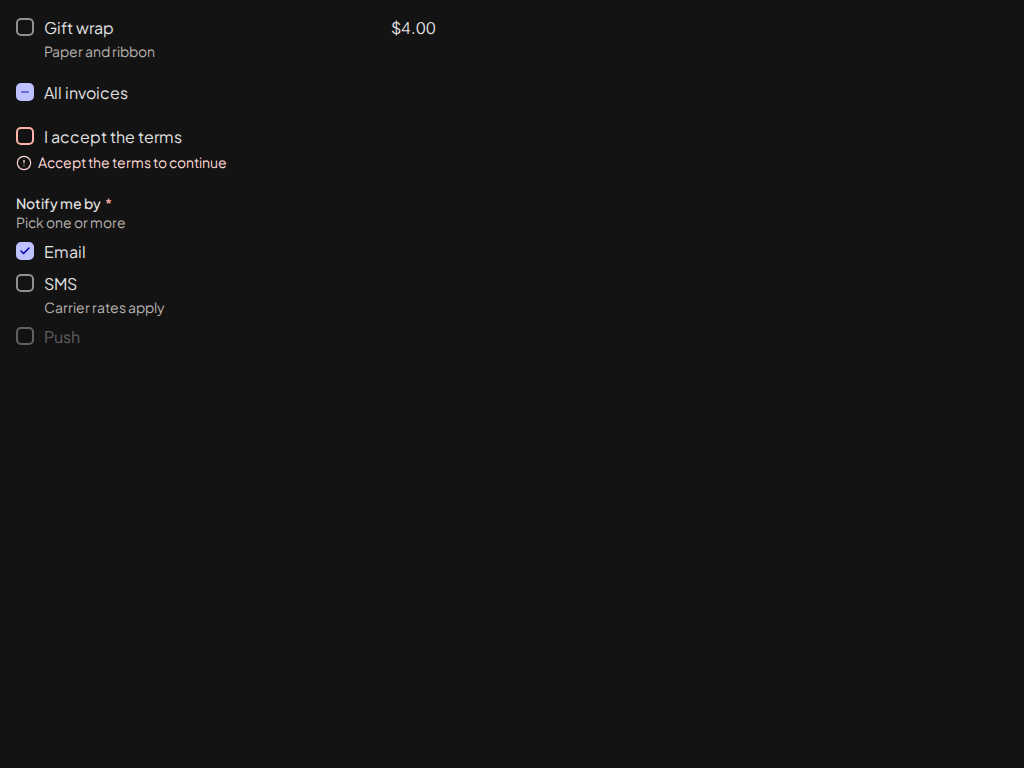 Gift wrap $4.00
Paper and ribbon
All invoices
I accept the terms
Accept the terms to continue
Notify me by *
Pick one or more
Email
SMS
Carrier rates apply
Push